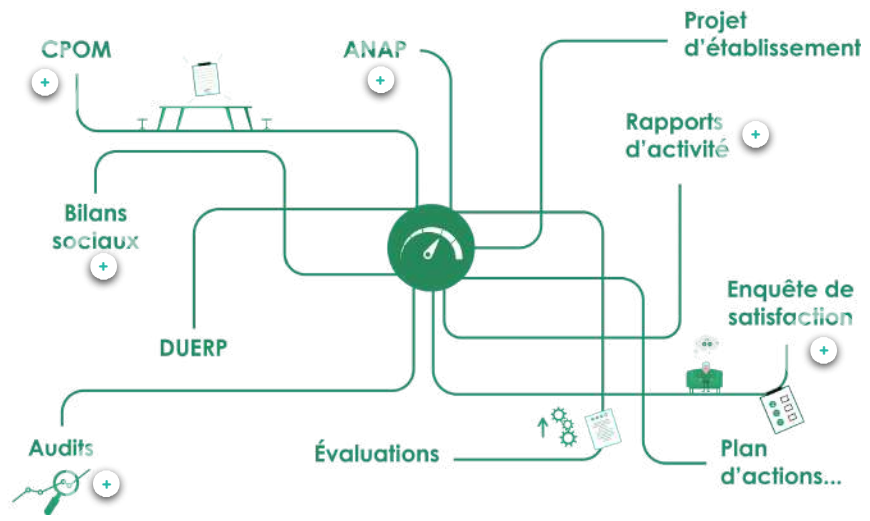 CPOM
ANAP
Projet
d'établissement
Rapports
d'activité
Bilans
sociaux
DUERP
Enquête de
satisfaction
Audits
Évaluations
Plan
d'actions...